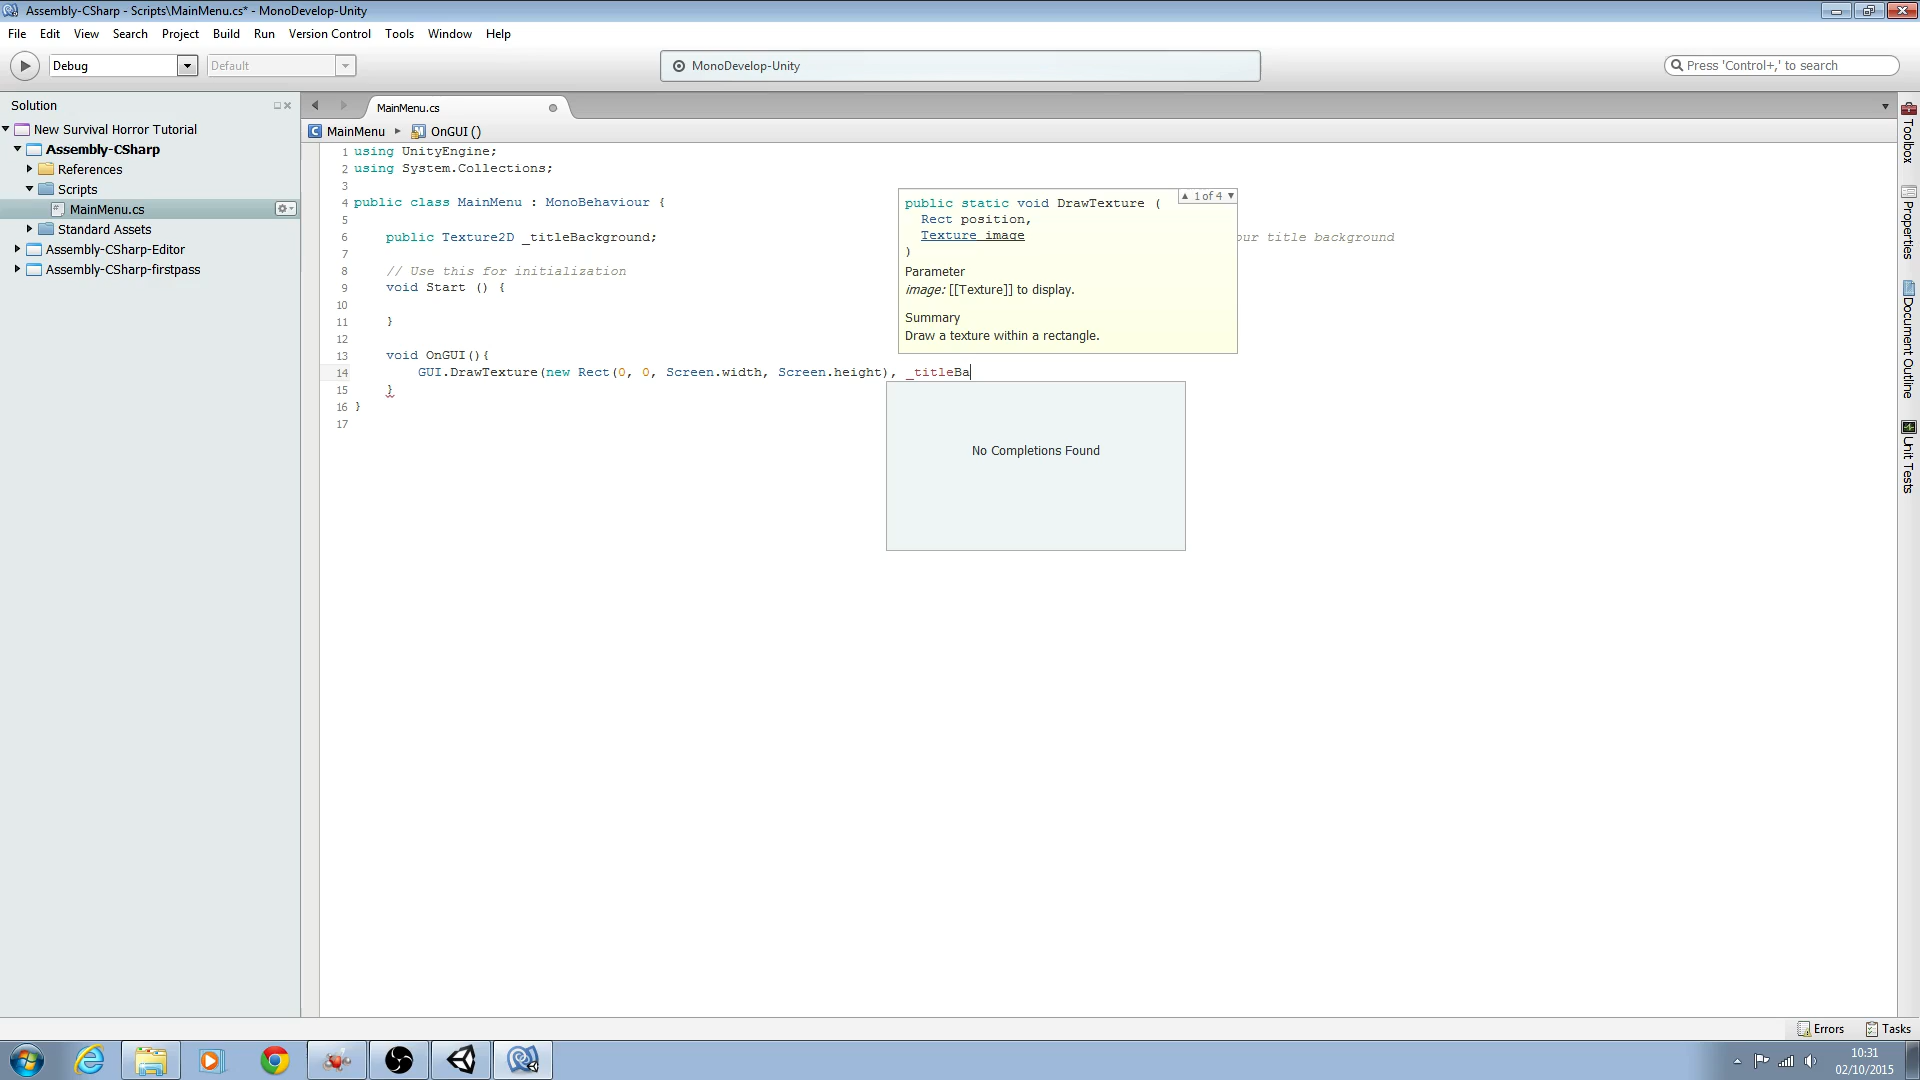 Assembly-CSharp - Scripts\MainMenu.cs* - MonoDevelop-Unity
File Edit View Search Project Build Run Version Control Tools Window Help
Debug Default MonoDevelop-Unity Press 'Control+,' to search
Solution
New Survival Horror Tutorial
Assembly-CSharp
References
Scripts
MainMenu.cs
Standard Assets
Assembly-CSharp-Editor
Assembly-CSharp-firstpass
MainMenu.cs
MainMenu OnGUI ()
1 using UnityEngine;
2 using System.Collections;
3
4 public class MainMenu : MonoBehaviour {
5
6 public Texture2D _titleBackground; our title background
7
8 // Use this for initialization
9 void Start () {
10
11 }
12
13 void OnGUI(){
14 GUI.DrawTexture(new Rect(0, 0, Screen.width, Screen.height), _titleBa
15 }
16 }
17
1 of 4
public static void DrawTexture (
Rect position,
Texture image
)
Parameter
image: [[Texture]] to display.
Summary
Draw a texture within a rectangle.
No Completions Found
Toolbox
Properties
Document Outline
Unit Tests
Errors Tasks
10:31
02/10/2015